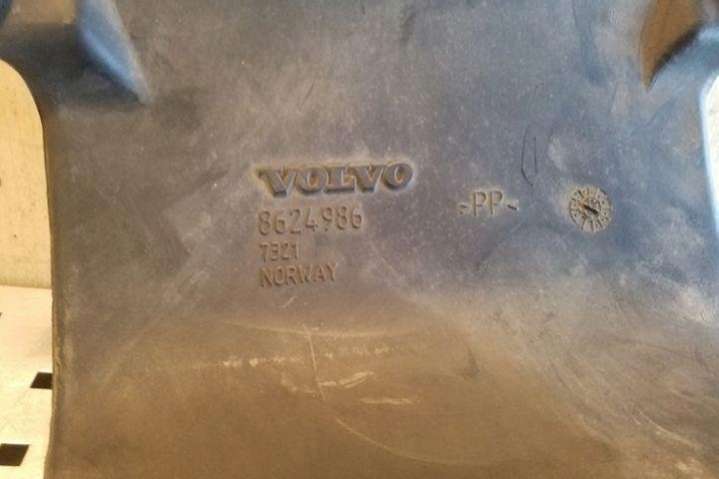 VOLVO
8624986
7321
NORWAY
>PP<